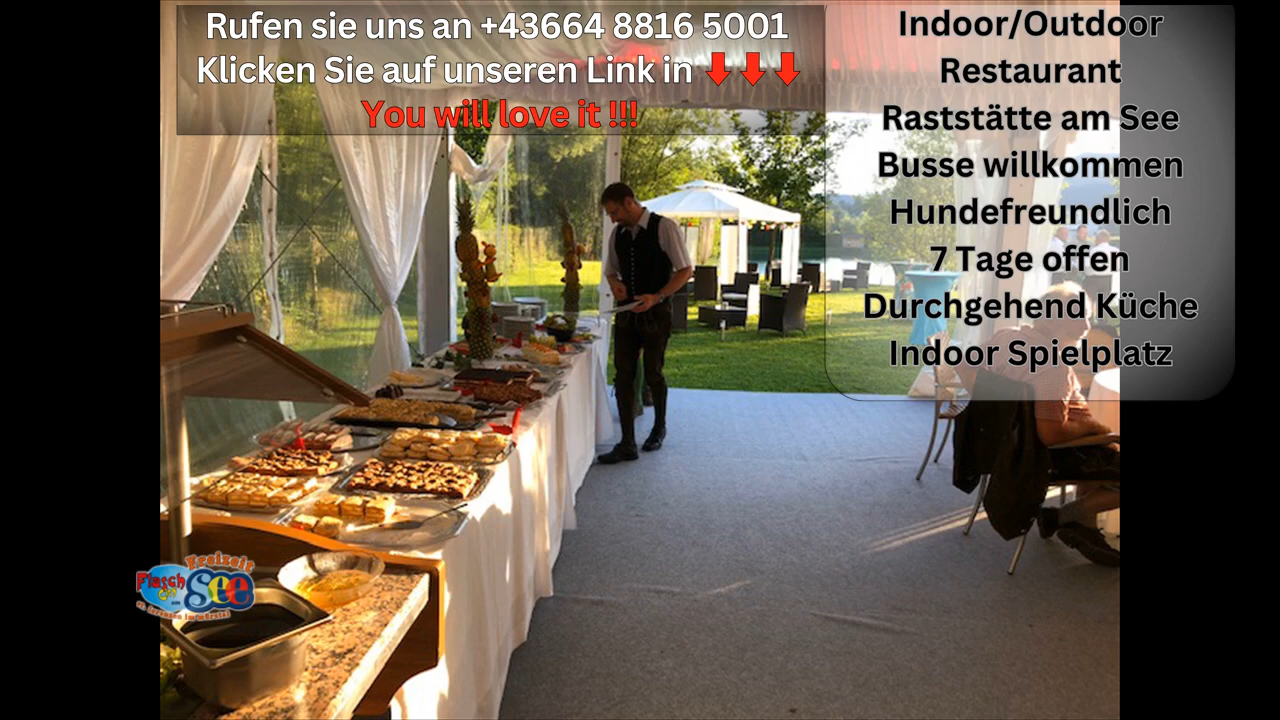 Rufen sie uns an +43664 8816 5001
Klicken Sie auf unseren Link in
You will love it !!!
Indoor/Outdoor
Restaurant
Raststätte am See
Busse willkommen
Hundefreundlich
7 Tage offen
Durchgehend Küche
Indoor Spielplatz
Freizeit
am See